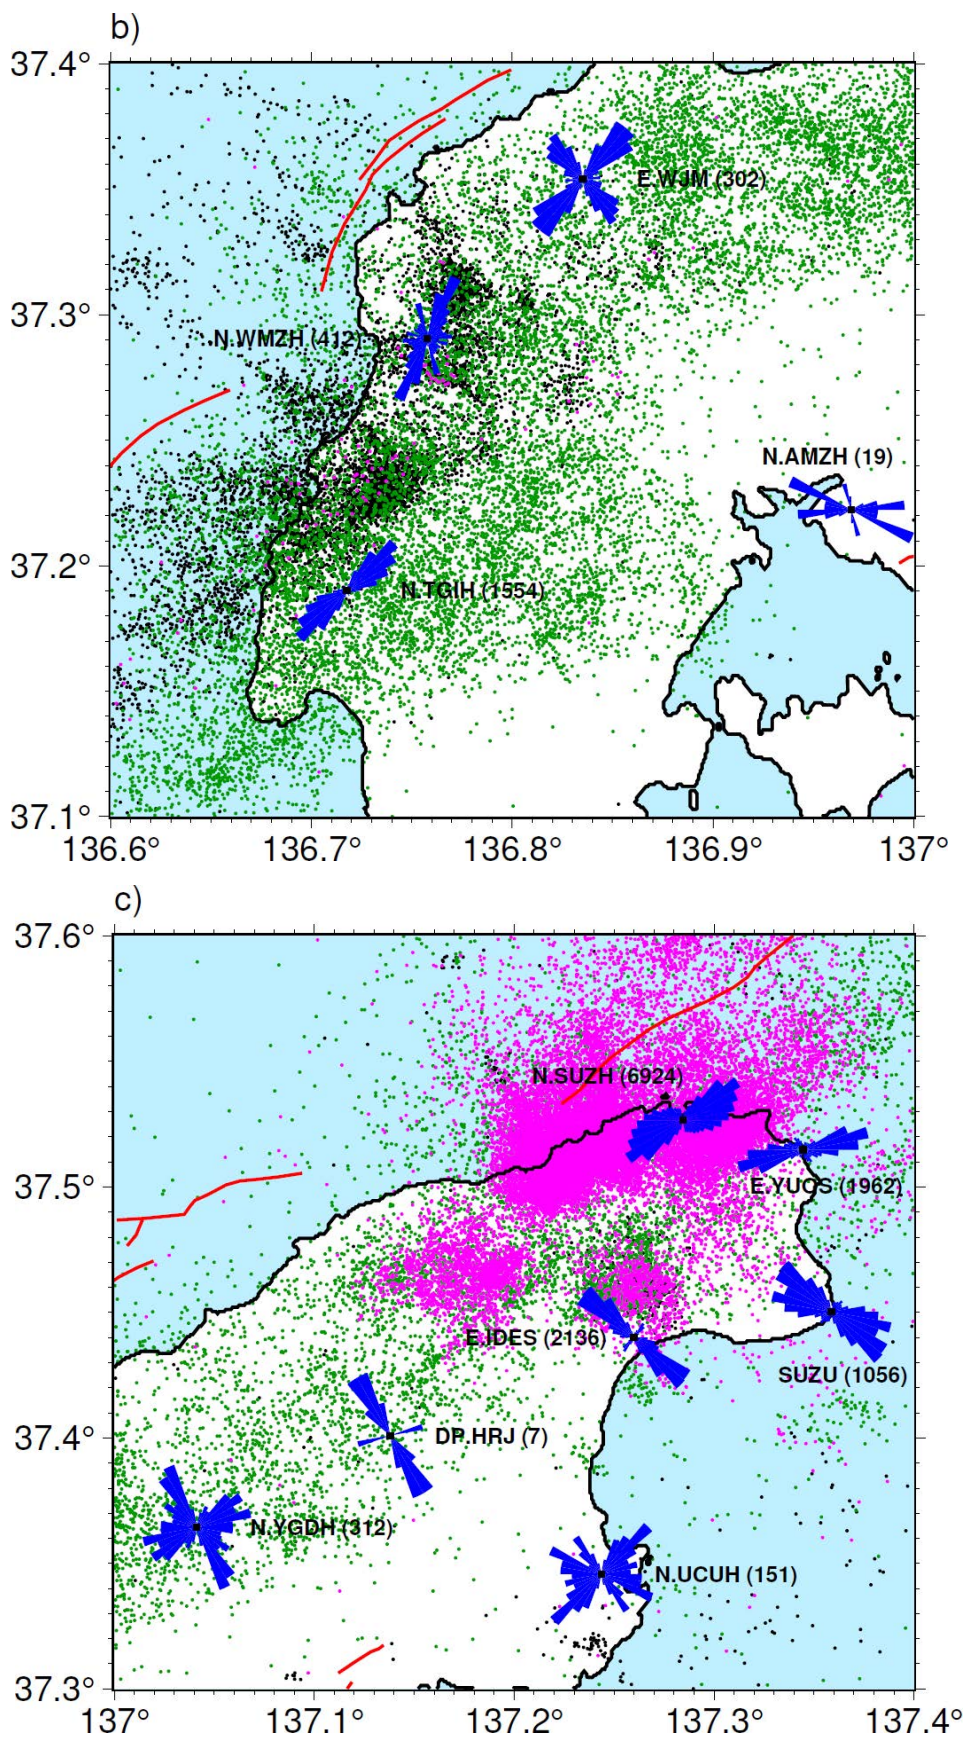 b)
37.4°
E.WJM (302)
37.3°
N.WMZH (412)
N.AMZH (19)
37.2°
N.TGIH (1554)
37.1°
136.6° 136.7° 136.8° 136.9° 137°
c)
37.6°
N.SUZH (6924)
37.5°
E.YUOS (1962)
E.IDES (2136)
SUZU (1056)
37.4°
DP.HRJ (7)
N.YGDH (312)
N.UCUH (151)
37.3°
137° 137.1° 137.2° 137.3° 137.4°